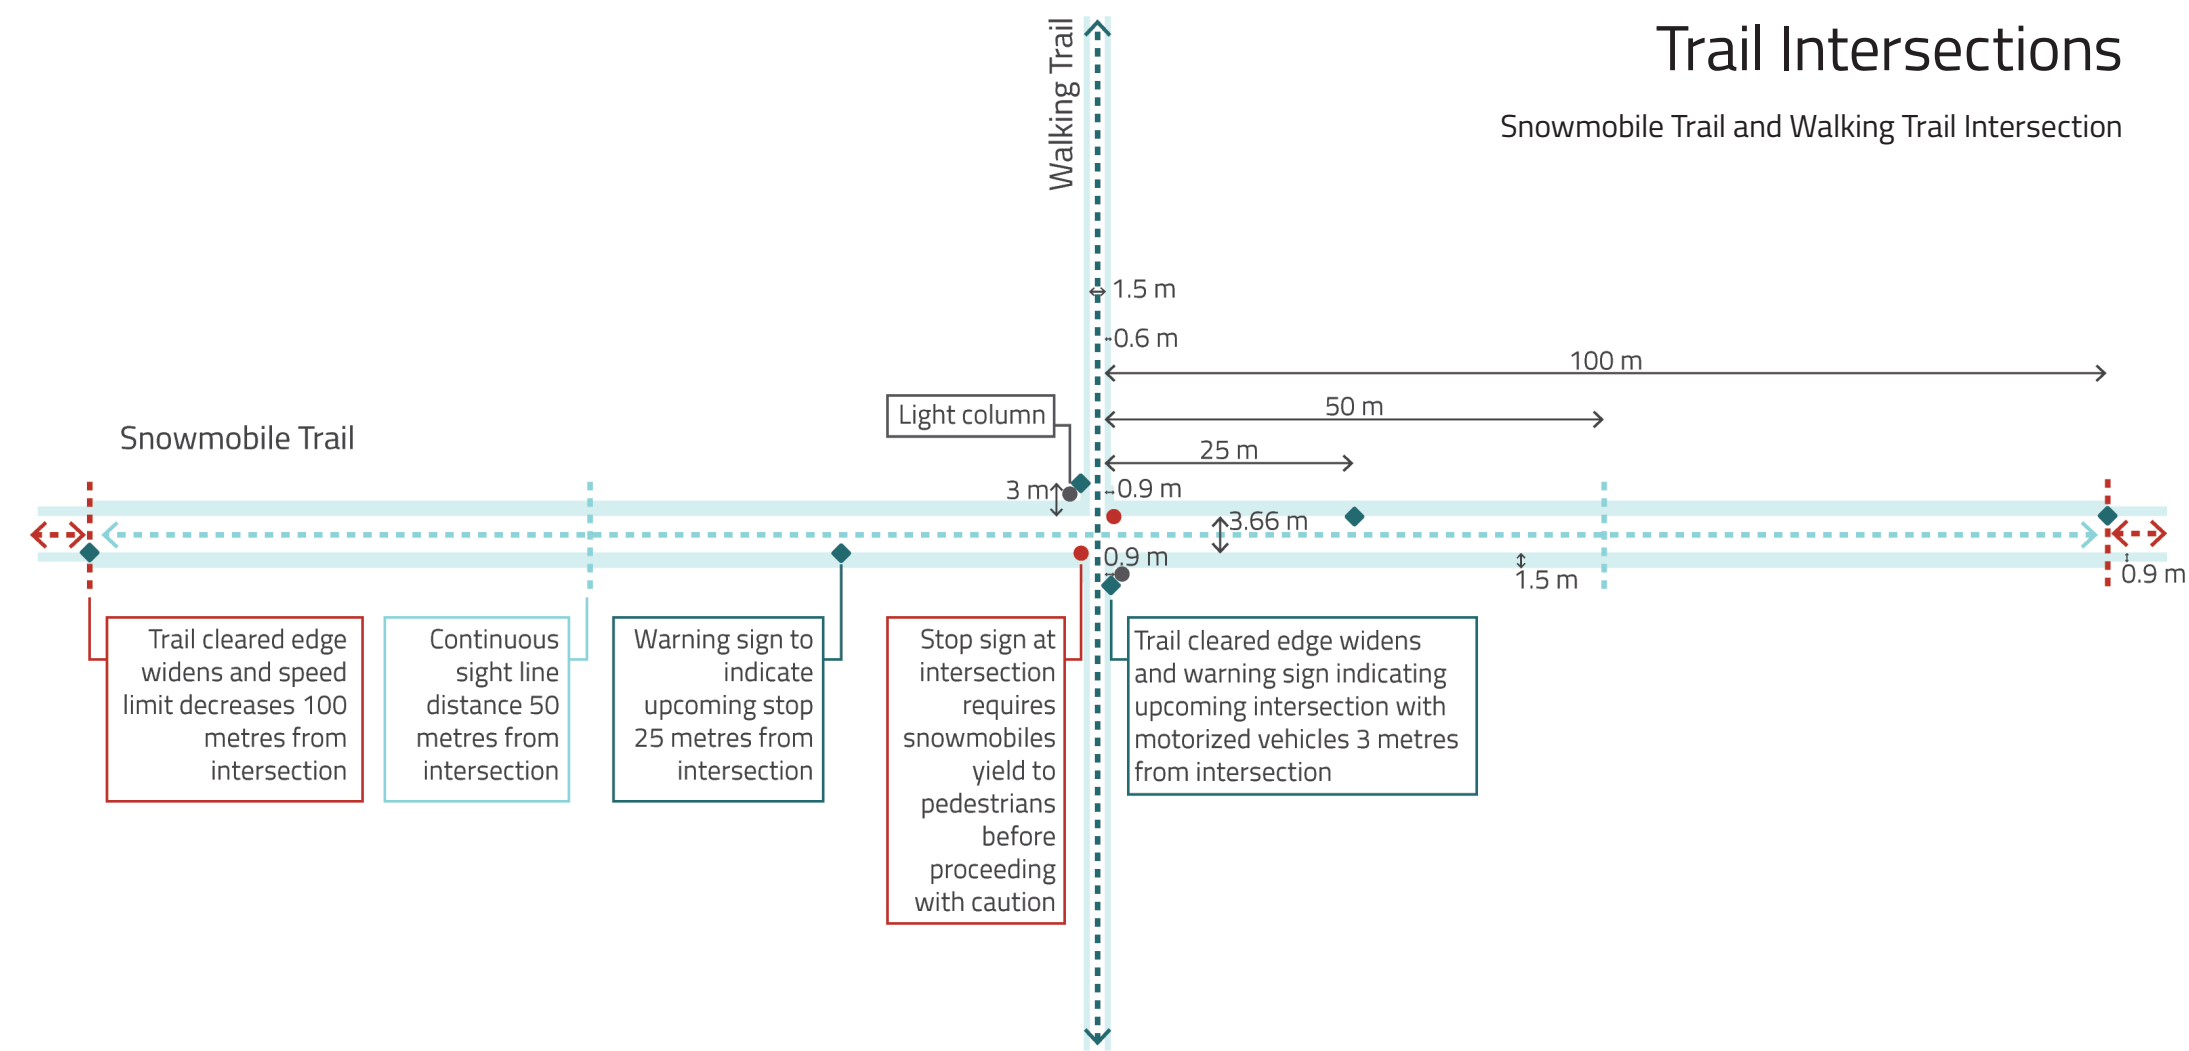 Trail Intersections
Snowmobile Trail and Walking Trail Intersection
Walking Trail
1.5 m
0.6 m
100 m
50 m
25 m
Light column
Snowmobile Trail
3 m
0.9 m
3.66 m
0.9 m
1.5 m
0.9 m
Trail cleared edge
widens and speed
limit decreases 100
metres from
intersection
Continuous
sight line
distance 50
metres from
intersection
Warning sign to
indicate
upcoming stop
25 metres from
intersection
Stop sign at
intersection
requires
snowmobiles
yield to
pedestrians
before
proceeding
with caution
Trail cleared edge widens
and warning sign indicating
upcoming intersection with
motorized vehicles 3 metres
from intersection